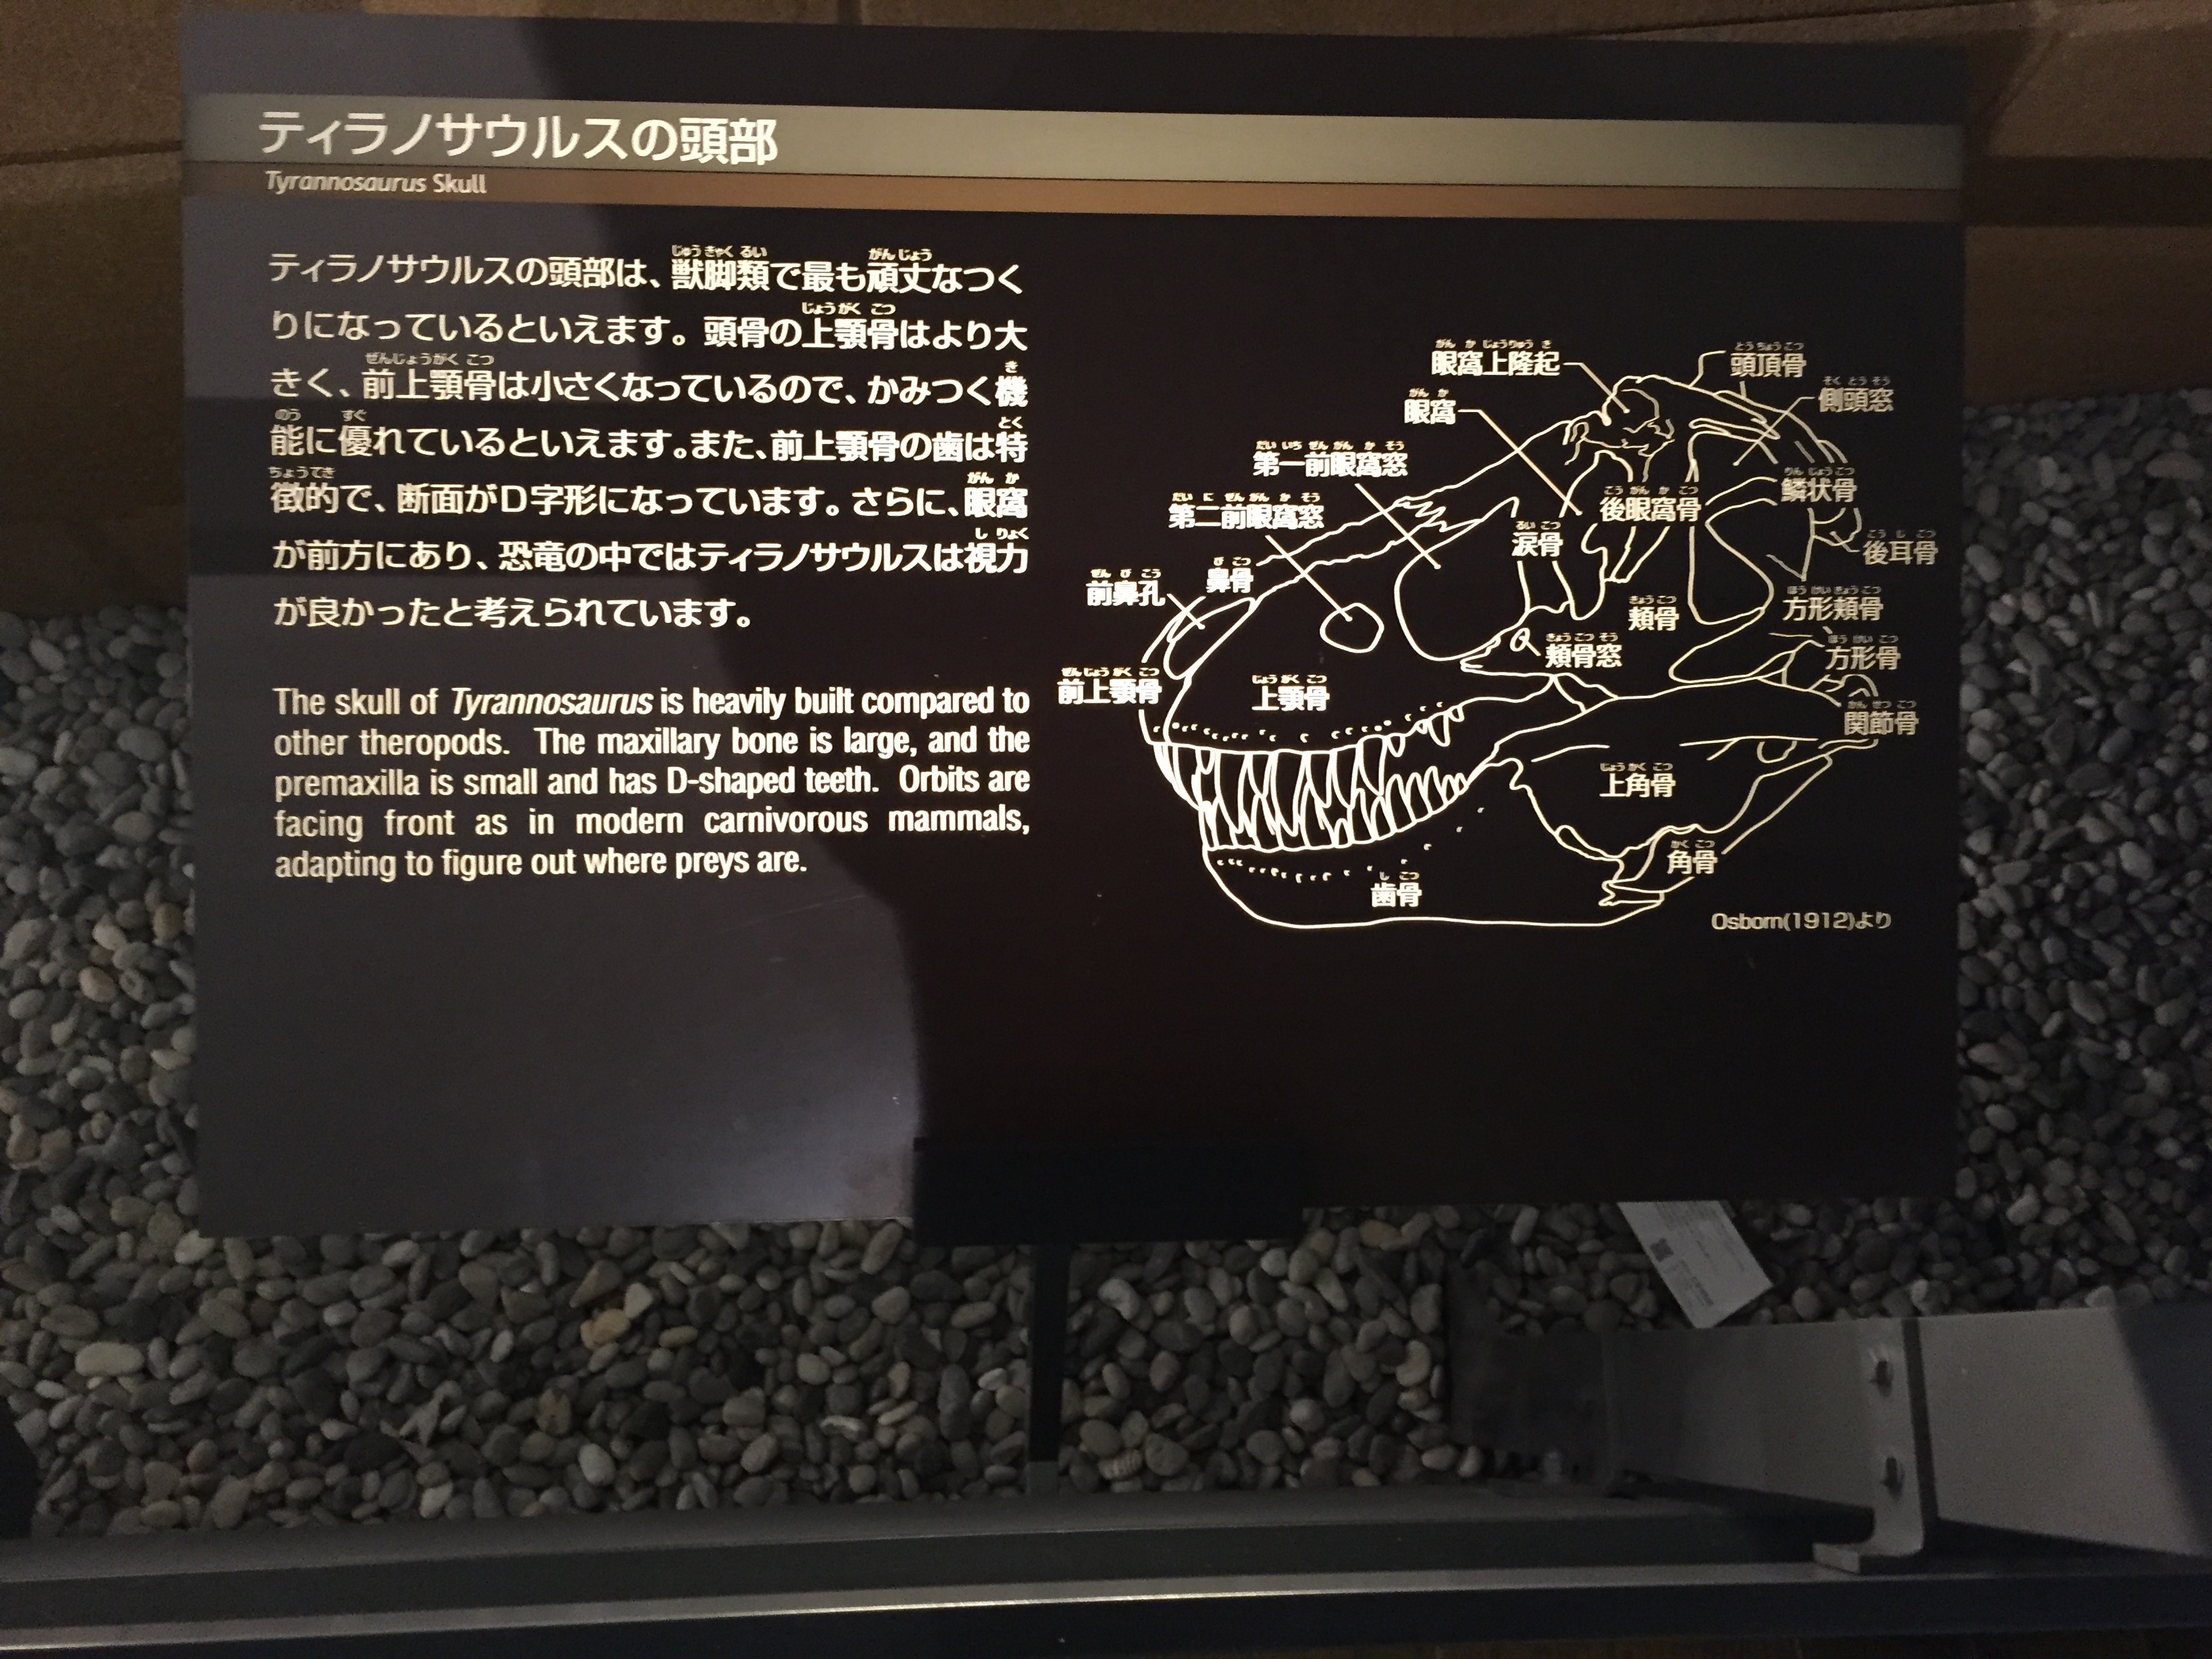 ティラノサウルスの頭部
Tyrannosaurus Skull
ティラノサウルスの頭部は、獣脚類で最も頑丈なつく
りになっているといえます。頭骨の上顎骨はより大
きく、前上顎骨は小さくなっているので、かみつく機
能に優れているといえます。また、前上顎骨の歯は特
徴的で、断面がD字形になっています。さらに、眼窩
が前方にあり、恐竜の中ではティラノサウルスは視力
が良かったと考えられています。
The skull of Tyrannosaurus is heavily built compared to
other theropods. The maxillary bone is large, and the
premaxilla is small and has D-shaped teeth. Orbits are
facing front as in modern carnivorous mammals,
adapting to figure out where preys are.
眼窩上隆起
頭頂骨
側頭窓
眼窩
第一前眼窩窓
鱗状骨
後眼窩骨
第二前眼窩窓
涙骨
後耳骨
鼻骨
前鼻孔
頬骨
方形頬骨
頬骨窓
方形骨
前上顎骨
上顎骨
関節骨
上角骨
角骨
歯骨
Osborn(1912)より